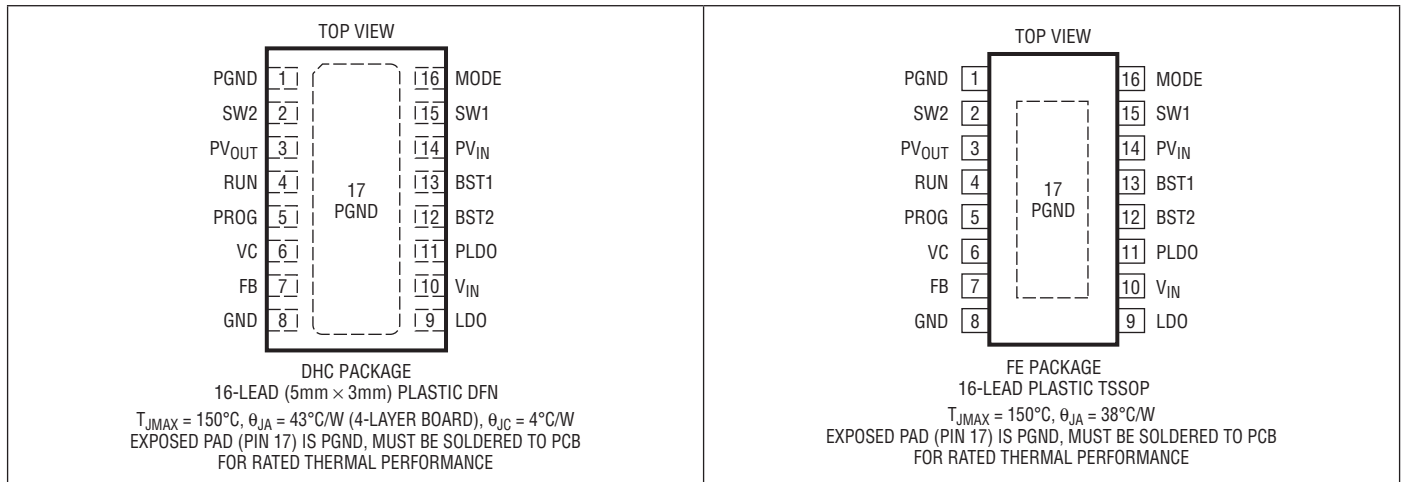 TOP VIEW
PGND 1 16 MODE
SW2 2 15 SW1
PVOUT 3 14 PVIN
RUN 4 13 BST1
PROG 5 12 BST2
VC 6 11 PLDO
FB 7 10 VIN
GND 8 9 LDO
17
PGND
DHC PACKAGE
16-LEAD (5mm × 3mm) PLASTIC DFN
TJMAX = 150°C, θJA = 43°C/W (4-LAYER BOARD), θJC = 4°C/W
EXPOSED PAD (PIN 17) IS PGND, MUST BE SOLDERED TO PCB
FOR RATED THERMAL PERFORMANCE
TOP VIEW
PGND 1 16 MODE
SW2 2 15 SW1
PVOUT 3 14 PVIN
RUN 4 13 BST1
PROG 5 12 BST2
VC 6 11 PLDO
FB 7 10 VIN
GND 8 9 LDO
17
PGND
FE PACKAGE
16-LEAD PLASTIC TSSOP
TJMAX = 150°C, θJA = 38°C/W
EXPOSED PAD (PIN 17) IS PGND, MUST BE SOLDERED TO PCB
FOR RATED THERMAL PERFORMANCE